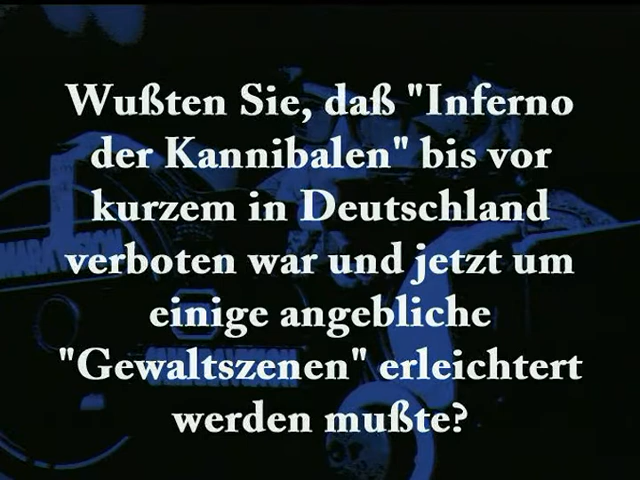 Wußten Sie, daß "Inferno
der Kannibalen" bis vor
kurzem in Deutschland
verboten war und jetzt um
einige angebliche
"Gewaltszenen" erleichtert
werden mußte?